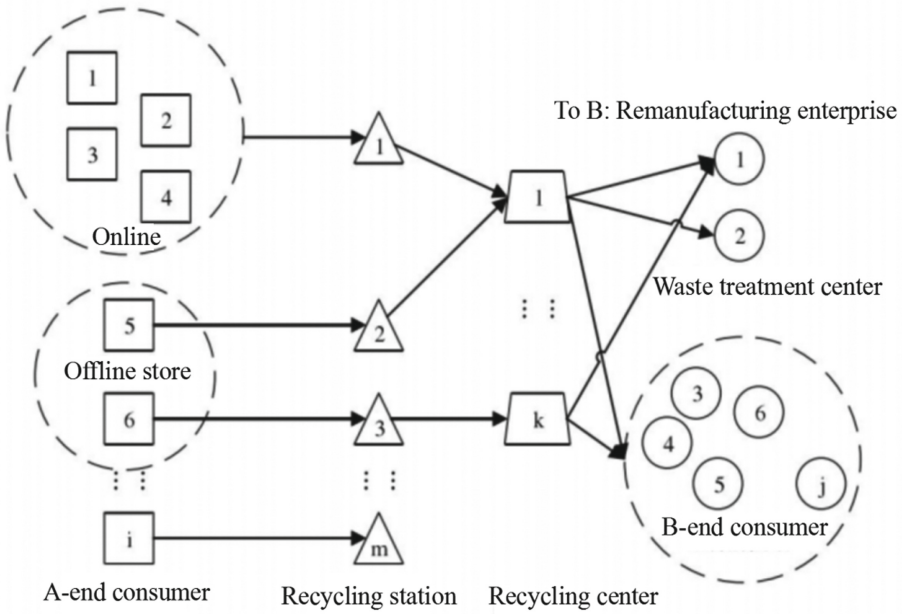 1
2
3
4
Online
5
Offline store
6
⋮ ⋮
i
A-end consumer
1
2
3
⋮ ⋮
m
Recycling station
1
⋮ ⋮
k
Recycling center
To B: Remanufacturing enterprise
1
2
Waste treatment center
3
6
4
5
j
B-end consumer